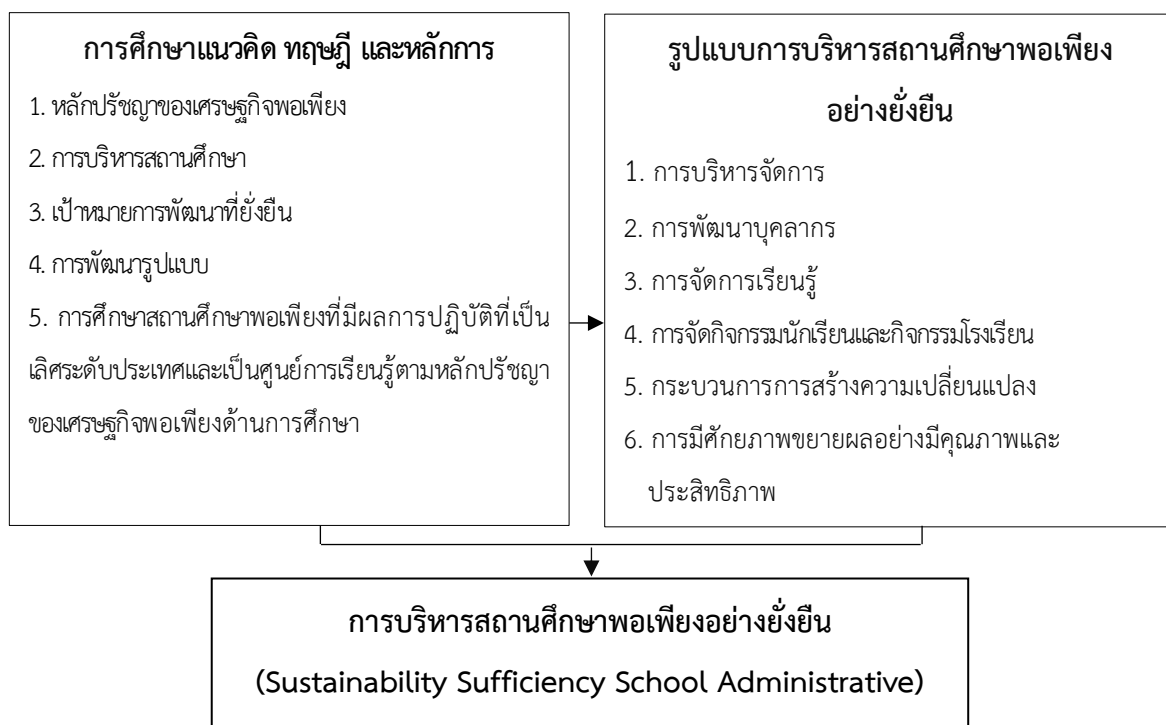 การศึกษาแนวคิด ทฤษฎี และหลักการ
1. หลักปรัชญาของเศรษฐกิจพอเพียง
2. การบริหารสถานศึกษา
3. เป้าหมายการพัฒนาที่ยั่งยืน
4. การพัฒนารูปแบบ
5. การศึกษาสถานศึกษาพอเพียงที่มีผลการปฏิบัติที่เป็น
เลิศระดับประเทศและเป็นศูนย์การเรียนรู้ตามหลักปรัชญา
ของเศรษฐกิจพอเพียงด้านการศึกษา
รูปแบบการบริหารสถานศึกษาพอเพียง
อย่างยั่งยืน
1. การบริหารจัดการ
2. การพัฒนาบุคลากร
3. การจัดการเรียนรู้
4. การจัดกิจกรรมนักเรียนและกิจกรรมโรงเรียน
5. กระบวนการการสร้างความเปลี่ยนแปลง
6. การมีศักยภาพขยายผลอย่างมีคุณภาพและ
ประสิทธิภาพ
การบริหารสถานศึกษาพอเพียงอย่างยั่งยืน
(Sustainability Sufficiency School Administrative)